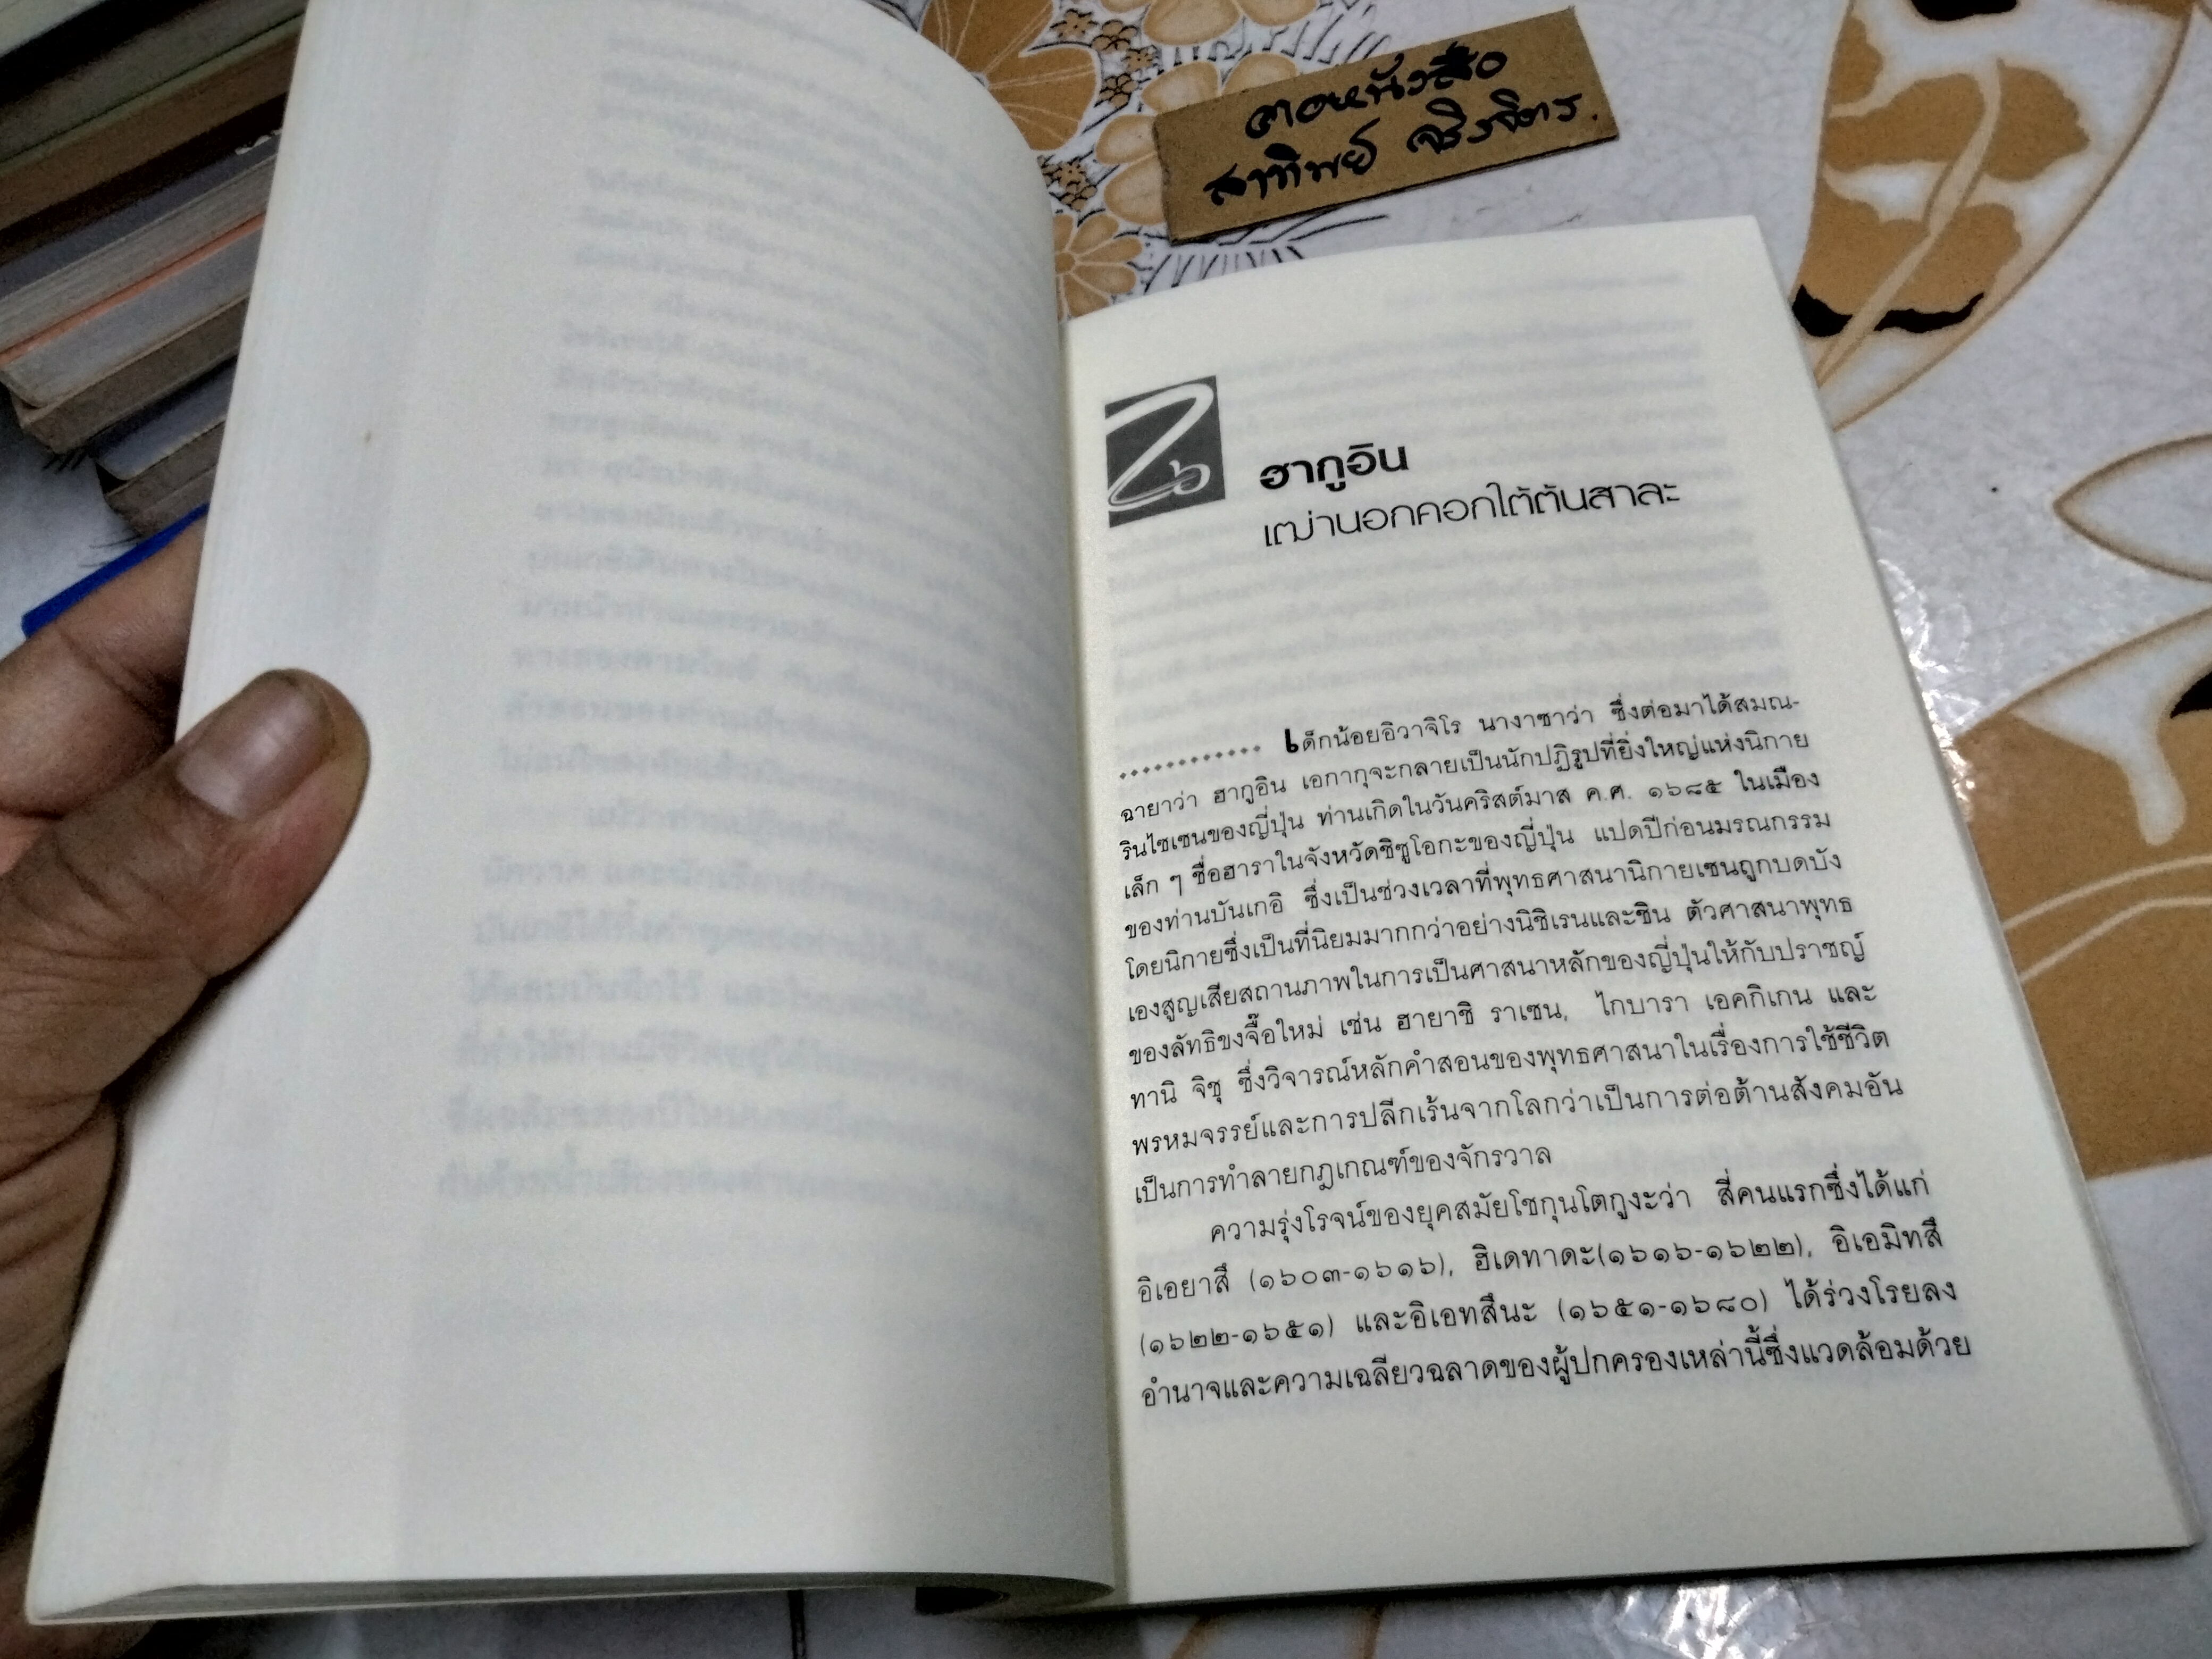 ตอหนังสือ
สาทิพย์ จริงจิตร.
๖
ฮากูอิน
เฒ่านอกคอกใต้ต้นสาละ
เด็กน้อยอิวาจิโร นางาซาว่า ซึ่งต่อมาได้สมณ-
ฉายาว่า ฮากูอิน เอกากุจะกลายเป็นนักปฏิรูปที่ยิ่งใหญ่แห่งนิกาย
รินไซเซนของญี่ปุ่น ท่านเกิดในวันคริสต์มาส ค.ศ. ๑๖๘๕ ในเมือง
เล็ก ๆ ชื่อฮาราในจังหวัดชิซูโอกะของญี่ปุ่น แปดปีก่อนมรณกรรม
ของท่านบันเกอิ ซึ่งเป็นช่วงเวลาที่พุทธศาสนานิกายเซนถูกบดบัง
โดยนิกายซึ่งเป็นที่นิยมมากกว่าอย่างนิชิเรนและชิน ตัวศาสนาพุทธ
เองสูญเสียสถานภาพในการเป็นศาสนาหลักของญี่ปุ่นให้กับปราชญ์
ของลัทธิขงจื๊อใหม่ เช่น ฮายาชิ ราเซน, ไกบารา เอคกิเกน และ
ทานิ จิชุ ซึ่งวิจารณ์หลักคำสอนของพุทธศาสนาในเรื่องการใช้ชีวิต
พรหมจรรย์และการปลีกเร้นจากโลกว่าเป็นการต่อต้านสังคมอัน
เป็นการทำลายกฎเกณฑ์ของจักรวาล
ความรุ่งโรจน์ของยุคสมัยโชกุนโตกูงะว่า สี่คนแรกซึ่งได้แก่
อิเอยาสึ (๑๖๐๓-๑๖๑๖), ฮิเดทาดะ(๑๖๑๖-๑๖๒๒), อิเอมิทสึ
(๑๖๒๒-๑๖๕๑) และอิเอทสึนะ (๑๖๕๑-๑๖๘๐) ได้ร่วงโรยลง
อำนาจและความเฉลียวฉลาดของผู้ปกครองเหล่านี้ซึ่งแวดล้อมด้วย